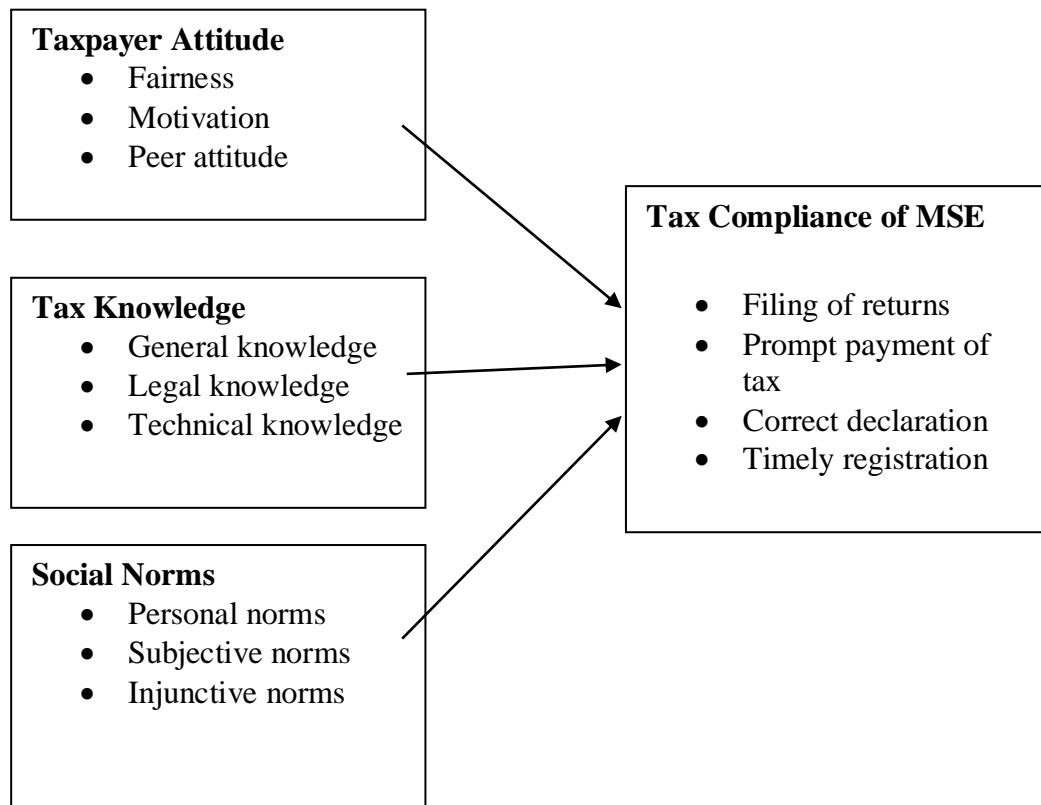 Taxpayer Attitude
• Fairness
• Motivation
• Peer attitude
Tax Knowledge
• General knowledge
• Legal knowledge
• Technical knowledge
Social Norms
• Personal norms
• Subjective norms
• Injunctive norms
Tax Compliance of MSE
• Filing of returns
• Prompt payment of
tax
• Correct declaration
• Timely registration